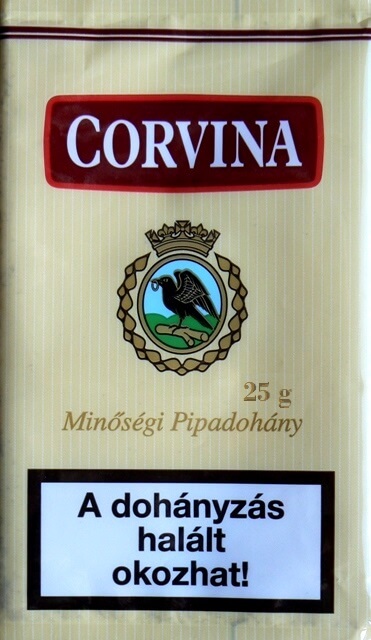 CORVINA
25 g
Minőségi Pipadohány
A dohányzás
halált
okozhat!